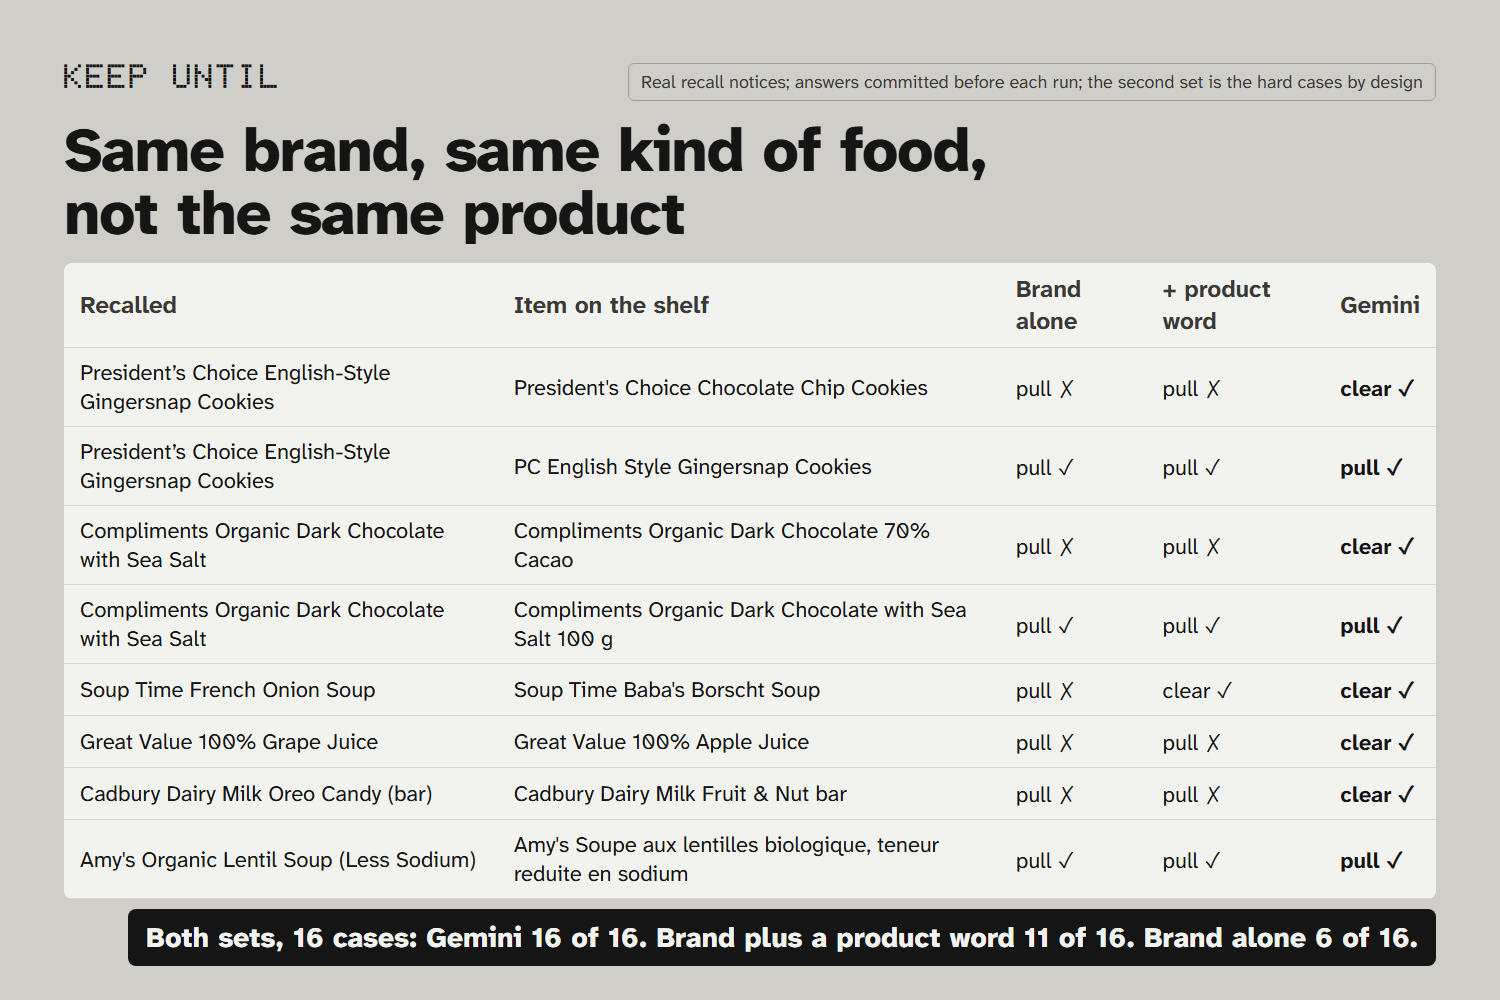 KEEP UNTIL
Real recall notices; answers committed before each run; the second set is the hard cases by design
Same brand, same kind of food,
not the same product
Recalled
Item on the shelf
Brand
alone
+ product
word
Gemini
President’s Choice English-Style
Gingersnap Cookies
President's Choice Chocolate Chip Cookies
pull ✗
pull ✗
clear ✓
President’s Choice English-Style
Gingersnap Cookies
PC English Style Gingersnap Cookies
pull ✓
pull ✓
pull ✓
Compliments Organic Dark Chocolate
with Sea Salt
Compliments Organic Dark Chocolate 70%
Cacao
pull ✗
pull ✗
clear ✓
Compliments Organic Dark Chocolate
with Sea Salt
Compliments Organic Dark Chocolate with Sea
Salt 100 g
pull ✓
pull ✓
pull ✓
Soup Time French Onion Soup
Soup Time Baba's Borscht Soup
pull ✗
clear ✓
clear ✓
Great Value 100% Grape Juice
Great Value 100% Apple Juice
pull ✗
pull ✗
clear ✓
Cadbury Dairy Milk Oreo Candy (bar)
Cadbury Dairy Milk Fruit & Nut bar
pull ✗
pull ✗
clear ✓
Amy's Organic Lentil Soup (Less Sodium)
Amy's Soupe aux lentilles biologique, teneur
reduite en sodium
pull ✓
pull ✓
pull ✓
Both sets, 16 cases: Gemini 16 of 16. Brand plus a product word 11 of 16. Brand alone 6 of 16.